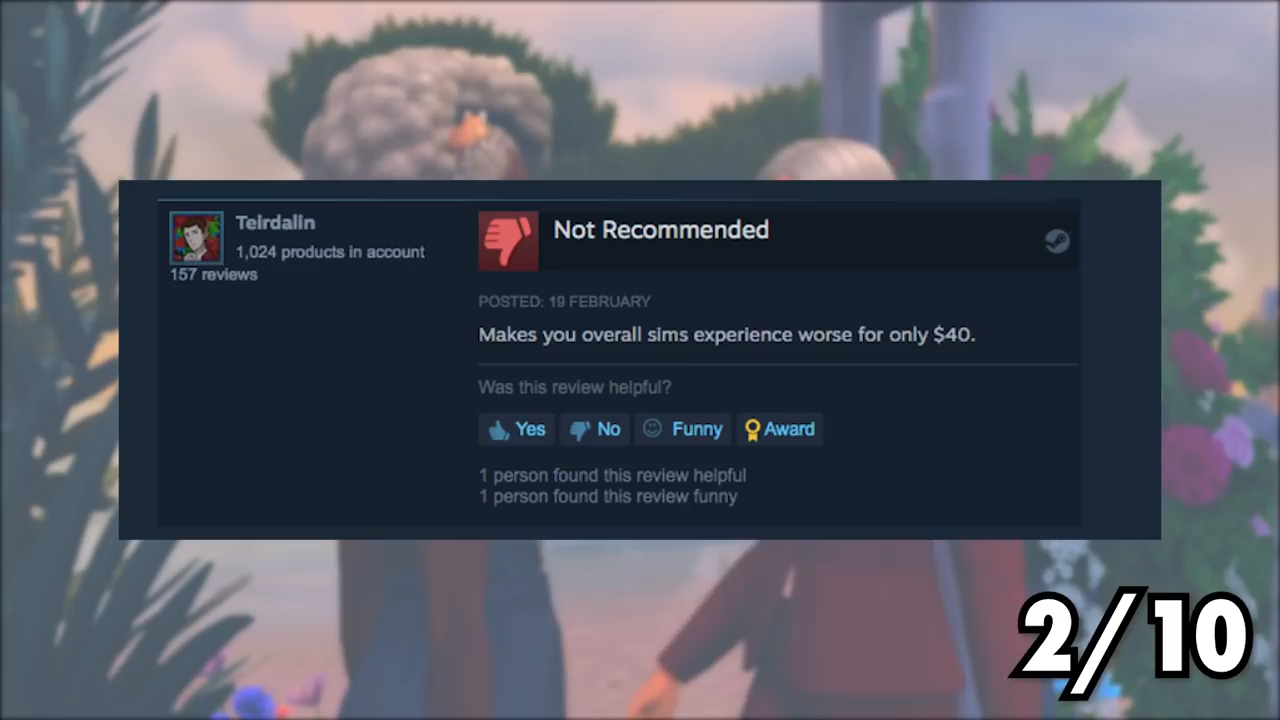 Teirdalin
1,024 products in account
157 reviews
Not Recommended
POSTED: 19 FEBRUARY
Makes you overall sims experience worse for only $40.
Was this review helpful?
Yes
No
Funny
Award
1 person found this review helpful
1 person found this review funny
2/10